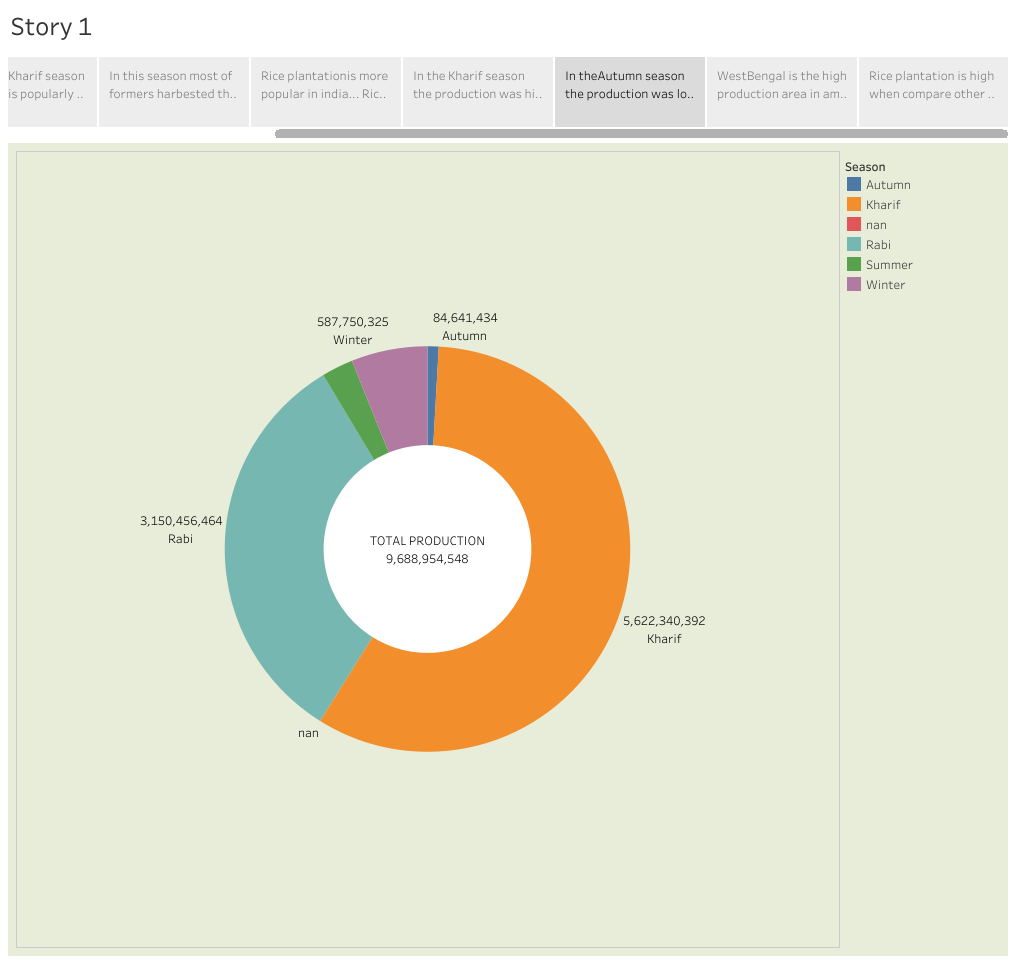 Story 1
Kharif season
is popularly ..
In this season most of
formers harbested th..
Rice plantationis more
popular in india... Ric..
In the Kharif season
the production was hi..
In theAutumn season
the production was lo..
WestBengal is the high
production area in am..
Rice plantation is high
when compare other ..
Season
Autumn
Kharif
nan
Rabi
Summer
Winter
587,750,325
Winter
84,641,434
Autumn
3,150,456,464
Rabi
TOTAL PRODUCTION
9,688,954,548
5,622,340,392
Kharif
nan